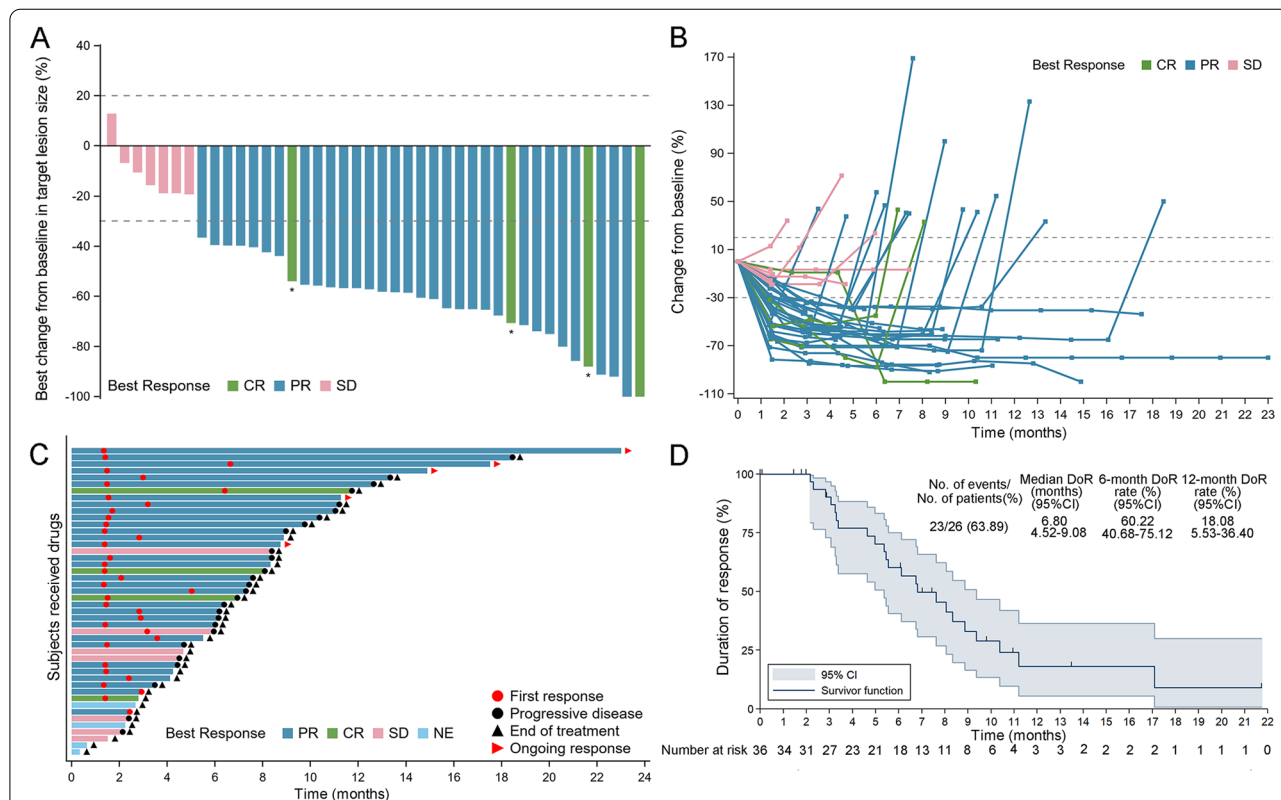 A
Best change from baseline in target lesion size (%)
40
20
0
-20
-40
-60
-80
-100
*
*
*
Best Response CR PR SD
B
Change from baseline (%)
170
130
90
50
10
-30
-70
-110
Best Response CR PR SD
0 1 2 3 4 5 6 7 8 9 10 11 12 13 14 15 16 17 18 19 20 21 22 23
Time (months)
C
Subjects received drugs
First response
Progressive disease
End of treatment
Ongoing response
Best Response PR CR SD NE
0 2 4 6 8 10 12 14 16 18 20 22 24
Time (months)
D
Duration of response (%)
100
75
50
25
0
No. of events/ Median DoR 6-month DoR 12-month DoR
No. of patients(%) (months) rate (%) rate (%)
(95%CI) (95%CI) (95%CI)
23/26 (63.89) 6.80 60.22 18.08
4.52-9.08 40.68-75.12 5.53-36.40
95% CI
Survivor function
0 1 2 3 4 5 6 7 8 9 10 11 12 13 14 15 16 17 18 19 20 21 22
Time (months)
Number at risk 36 34 31 27 23 21 18 13 11 8 6 4 3 3 2 2 2 2 1 1 1 1 0